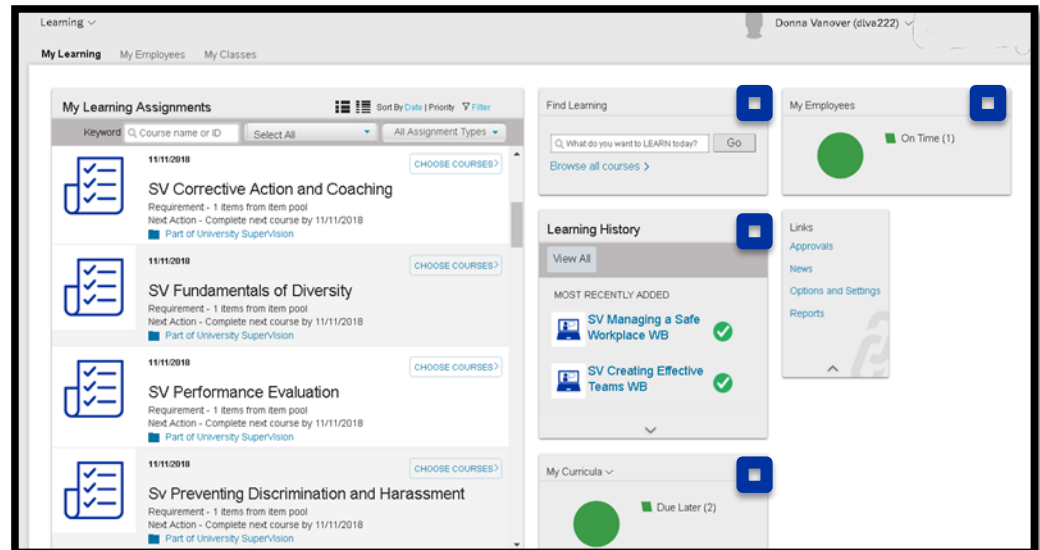 Learning
Donna Vanover (dlva222)
My Learning My Employees My Classes
My Learning Assignments
Sort By Date | Priority Filter
Keyword Course name or ID Select All All Assignment Types
11/11/2018
CHOOSE COURSES>
SV Corrective Action and Coaching
Requirement - 1 items from item pool
Next Action - Complete next course by 11/11/2018
Part of University SuperVision
11/11/2018
CHOOSE COURSES>
SV Fundamentals of Diversity
Requirement - 1 items from item pool
Next Action - Complete next course by 11/11/2018
Part of University SuperVision
11/11/2018
CHOOSE COURSES>
SV Performance Evaluation
Requirement - 1 items from item pool
Next Action - Complete next course by 11/11/2018
Part of University SuperVision
11/11/2018
CHOOSE COURSES>
Sv Preventing Discrimination and Harassment
Requirement - 1 items from item pool
Next Action - Complete next course by 11/11/2018
Part of University SuperVision
Find Learning
What do you want to LEARN today? Go
Browse all courses >
Learning History
View All
MOST RECENTLY ADDED
SV Managing a Safe
Workplace WB
SV Creating Effective
Teams WB
My Curricula
Due Later (2)
My Employees
On Time (1)
Links
Approvals
News
Options and Settings
Reports